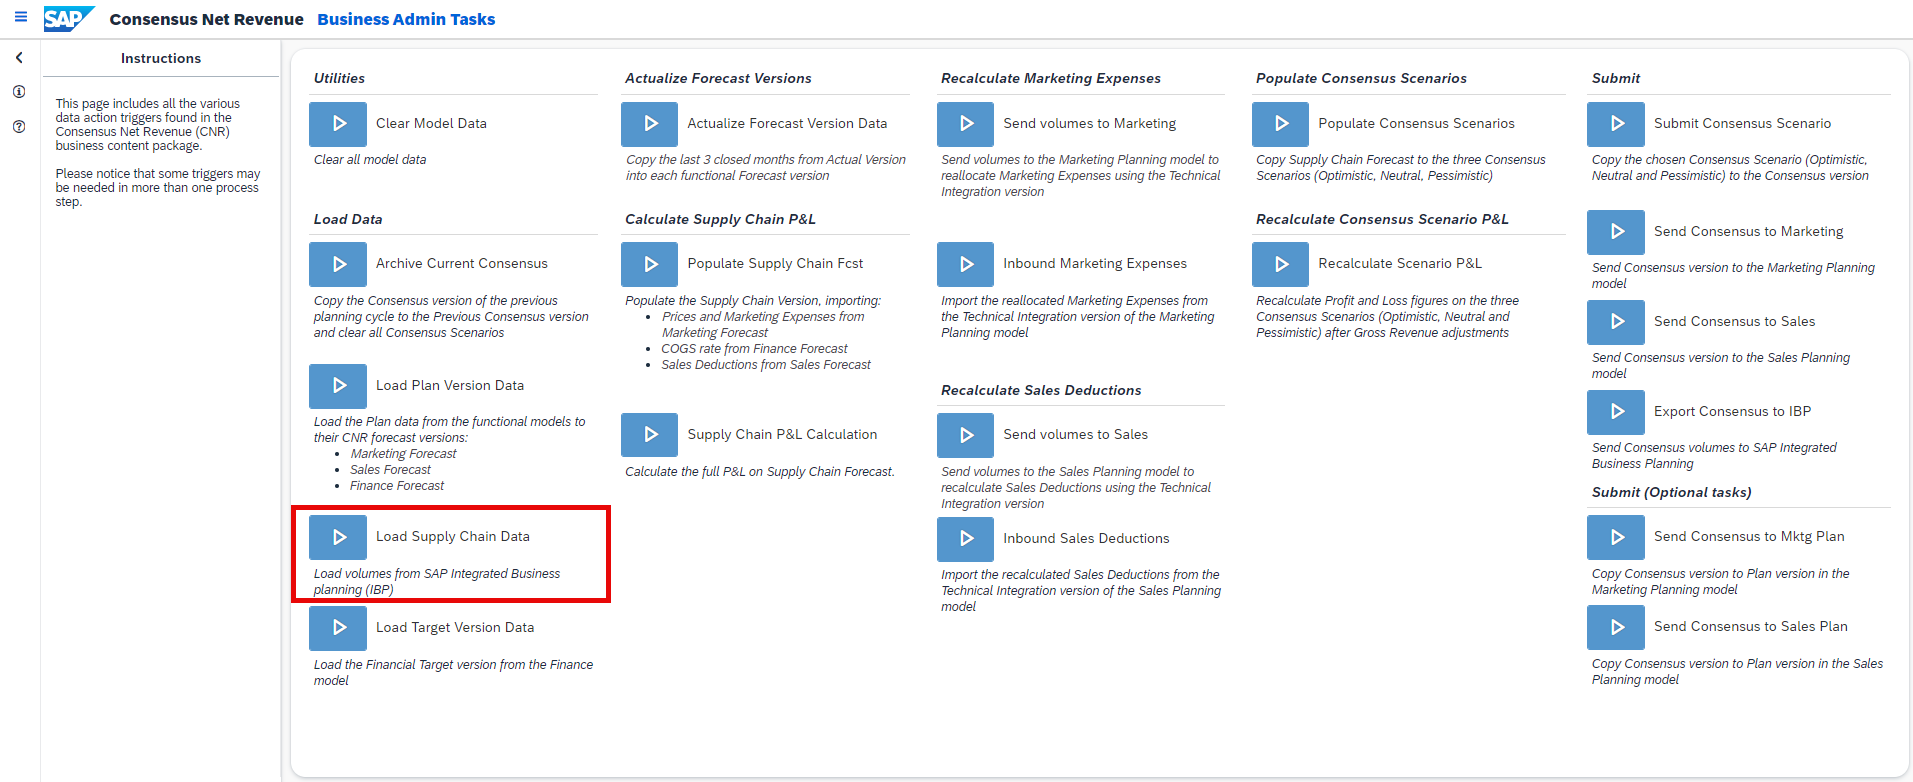 SAP Consensus Net Revenue Business Admin Tasks
Instructions
This page includes all the various
data action triggers found in the
Consensus Net Revenue (CNR)
business content package.
Please notice that some triggers may
be needed in more than one process
step.
Utilities
Clear Model Data
Clear all model data
Load Data
Archive Current Consensus
Copy the Consensus version of the previous
planning cycle to the Previous Consensus version
and clear all Consensus Scenarios
Load Plan Version Data
Load the Plan data from the functional models to
their CNR forecast versions:
• Marketing Forecast
• Sales Forecast
• Finance Forecast
Load Supply Chain Data
Load volumes from SAP Integrated Business
planning (IBP)
Load Target Version Data
Load the Financial Target version from the Finance
model
Actualize Forecast Versions
Actualize Forecast Version Data
Copy the last 3 closed months from Actual Version
into each functional Forecast version
Calculate Supply Chain P&L
Populate Supply Chain Fcst
Populate the Supply Chain Version, importing:
• Prices and Marketing Expenses from
Marketing Forecast
• COGS rate from Finance Forecast
• Sales Deductions from Sales Forecast
Supply Chain P&L Calculation
Calculate the full P&L on Supply Chain Forecast.
Recalculate Marketing Expenses
Send volumes to Marketing
Send volumes to the Marketing Planning model to
reallocate Marketing Expenses using the Technical
Integration version
Inbound Marketing Expenses
Import the reallocated Marketing Expenses from
the Technical Integration version of the Marketing
Planning model
Recalculate Sales Deductions
Send volumes to Sales
Send volumes to the Sales Planning model to
recalculate Sales Deductions using the Technical
Integration version
Inbound Sales Deductions
Import the recalculated Sales Deductions from the
Technical Integration version of the Sales Planning
model
Populate Consensus Scenarios
Populate Consensus Scenarios
Copy Supply Chain Forecast to the three Consensus
Scenarios (Optimistic, Neutral, Pessimistic)
Recalculate Consensus Scenario P&L
Recalculate Scenario P&L
Recalculate Profit and Loss figures on the three
Consensus Scenarios (Optimistic, Neutral and
Pessimistic) after Gross Revenue adjustments
Submit
Submit Consensus Scenario
Copy the chosen Consensus Scenario (Optimistic,
Neutral and Pessimistic) to the Consensus version
Send Consensus to Marketing
Send Consensus version to the Marketing Planning
model
Send Consensus to Sales
Send Consensus version to the Sales Planning
model
Export Consensus to IBP
Send Consensus volumes to SAP Integrated
Business Planning
Submit (Optional tasks)
Send Consensus to Mktg Plan
Copy Consensus version to Plan version in the
Marketing Planning model
Send Consensus to Sales Plan
Copy Consensus version to Plan version in the Sales
Planning model